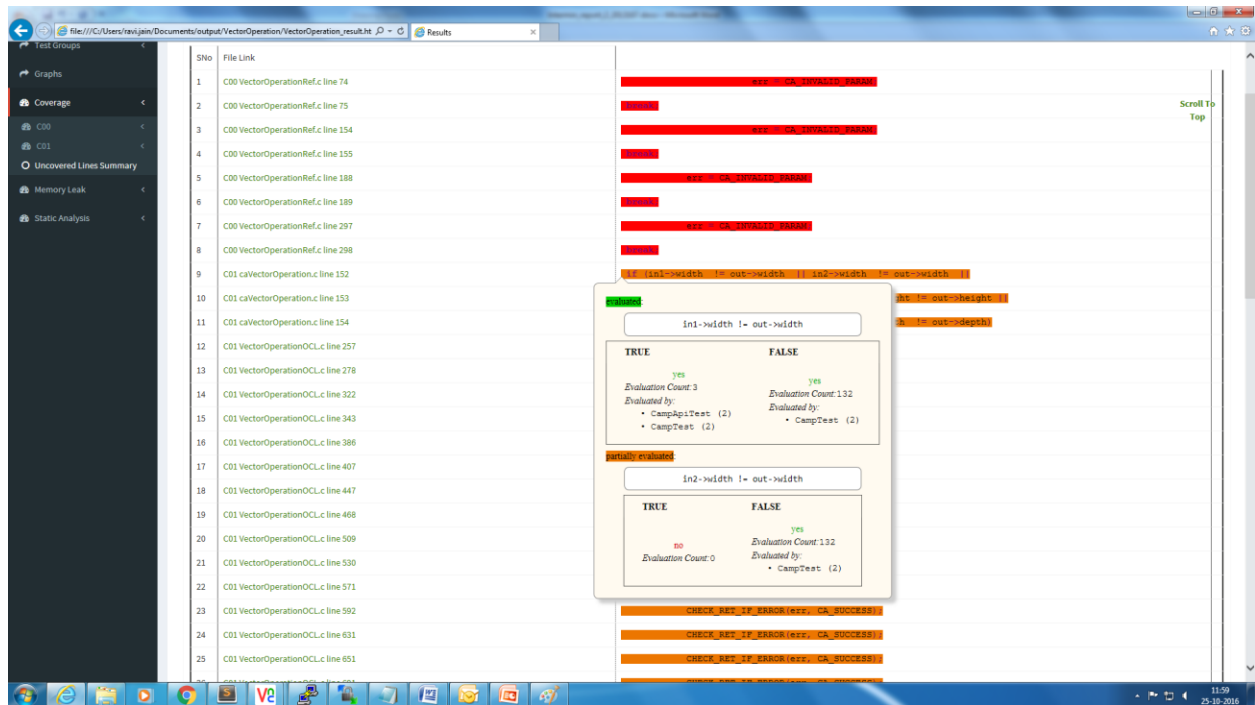 file:///C:/Users/ravi.jain/Documents/output/VectorOperation/VectorOperation_result.ht
Results
Test Groups
Graphs
Coverage
C00
C01
Uncovered Lines Summary
Memory Leak
Static Analysis
SNo File Link
1 C00 VectorOperationRef.c line 74 err = CA_INVALID_PARAM;
2 C00 VectorOperationRef.c line 75 break;
3 C00 VectorOperationRef.c line 154 err = CA_INVALID_PARAM;
4 C00 VectorOperationRef.c line 155 break;
5 C00 VectorOperationRef.c line 188 err = CA_INVALID_PARAM;
6 C00 VectorOperationRef.c line 189 break;
7 C00 VectorOperationRef.c line 297 err = CA_INVALID_PARAM;
8 C00 VectorOperationRef.c line 298 break;
9 C01 caVectorOperation.c line 152 if (in1->width != out->width || in2->width != out->width ||
10 C01 caVectorOperation.c line 153 ght != out->height ||
11 C01 caVectorOperation.c line 154 th != out->depth)
12 C01 VectorOperationOCL.c line 257
13 C01 VectorOperationOCL.c line 278
14 C01 VectorOperationOCL.c line 322
15 C01 VectorOperationOCL.c line 343
16 C01 VectorOperationOCL.c line 386
17 C01 VectorOperationOCL.c line 407
18 C01 VectorOperationOCL.c line 447
19 C01 VectorOperationOCL.c line 468
20 C01 VectorOperationOCL.c line 509
21 C01 VectorOperationOCL.c line 530
22 C01 VectorOperationOCL.c line 571
23 C01 VectorOperationOCL.c line 592 CHECK_RET_IF_ERROR(err, CA_SUCCESS);
24 C01 VectorOperationOCL.c line 631 CHECK_RET_IF_ERROR(err, CA_SUCCESS);
25 C01 VectorOperationOCL.c line 651 CHECK_RET_IF_ERROR(err, CA_SUCCESS);
Scroll To
Top
evaluated:
in1->width != out->width
TRUE FALSE
yes yes
Evaluation Count:3 Evaluation Count:132
Evaluated by: Evaluated by:
• CampApiTest (2) • CampTest (2)
• CampTest (2)
partially evaluated:
in2->width != out->width
TRUE FALSE
no yes
Evaluation Count:0 Evaluation Count:132
Evaluated by:
• CampTest (2)
11:59
25-10-2016